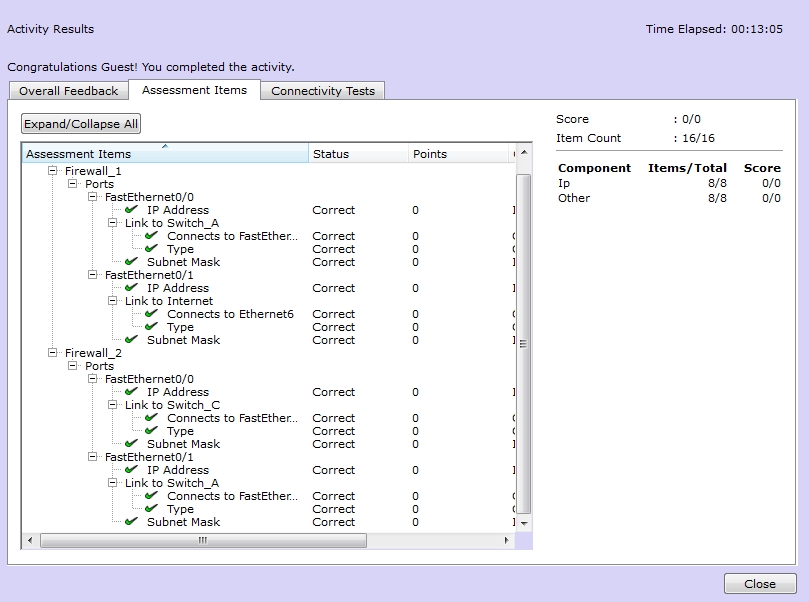 Activity Results
Time Elapsed: 00:13:05
Congratulations Guest! You completed the activity.
Overall Feedback
Assessment Items
Connectivity Tests
Expand/Collapse All
Assessment Items Status Points
Firewall_1
Ports
FastEthernet0/0
IP Address Correct 0
Link to Switch_A
Connects to FastEther... Correct 0
Type Correct 0
Subnet Mask Correct 0
FastEthernet0/1
IP Address Correct 0
Link to Internet
Connects to Ethernet6 Correct 0
Type Correct 0
Subnet Mask Correct 0
Firewall_2
Ports
FastEthernet0/0
IP Address Correct 0
Link to Switch_C
Connects to FastEther... Correct 0
Type Correct 0
Subnet Mask Correct 0
FastEthernet0/1
IP Address Correct 0
Link to Switch_A
Connects to FastEther... Correct 0
Type Correct 0
Subnet Mask Correct 0
Score : 0/0
Item Count : 16/16
Component Items/Total Score
Ip 8/8 0/0
Other 8/8 0/0
Close